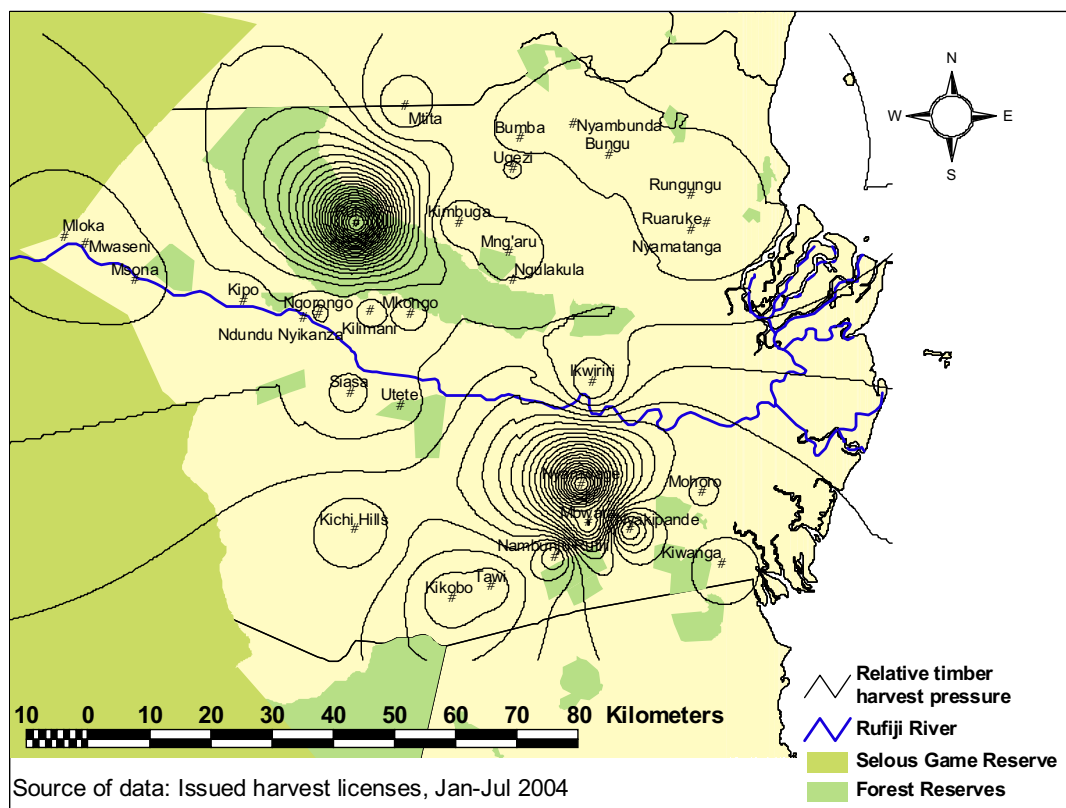 N
W E
S
Mtita
Bumba
Nyambunda
Bungu
Ugezi
Rungungu
Kimbuga
Ruaruke
Mloka
Mwaseni
Mng'aru
Nyamatanga
Msona
Ngulakula
Kipo
Ngorongo
Mkongo
Ndundu Nyikanza
Kilimani
Ikwiriri
Siasa
Utete
Nyamwage
Mohoro
Mbwara
Kichi Hills
Nyakipande
Kiwanga
Tawi
Kikobo
Relative timber
harvest pressure
Rufiji River
Selous Game Reserve
Forest Reserves
10 0 10 20 30 40 50 60 70 80 Kilometers
Source of data: Issued harvest licenses, Jan-Jul 2004